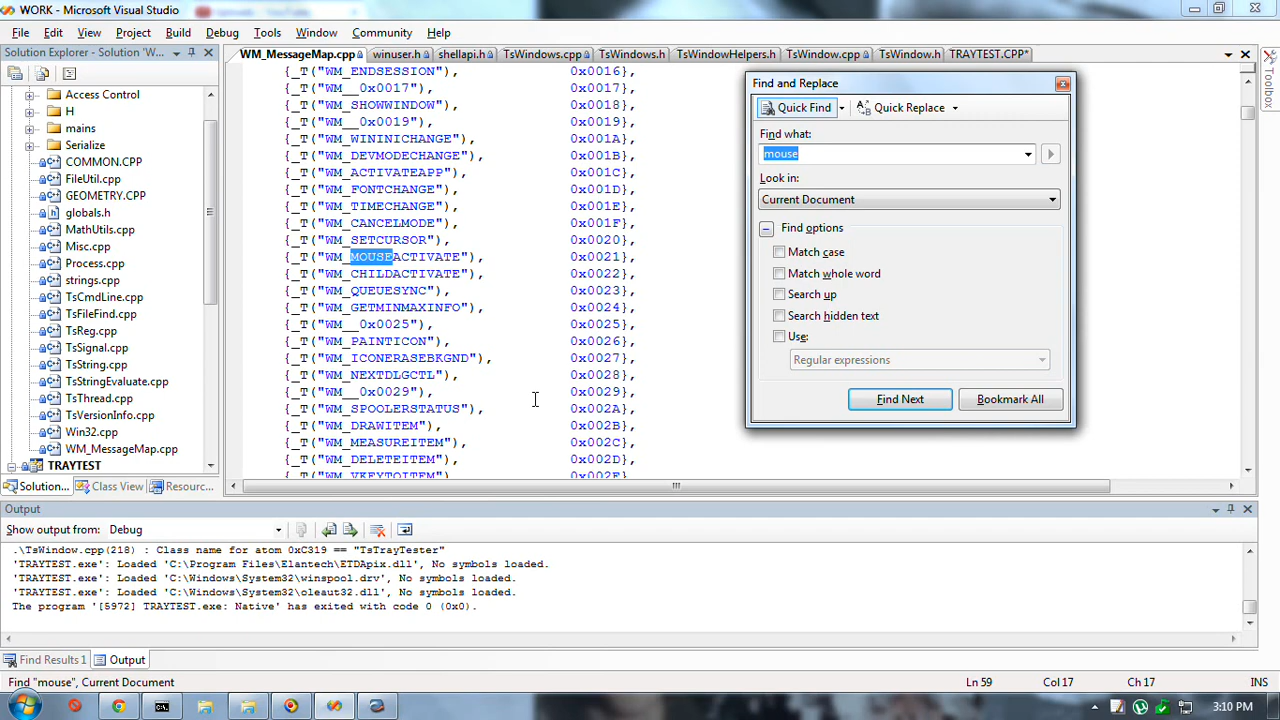 WORK - Microsoft Visual Studio
File Edit View Project Build Debug Tools Window Community Help
Solution Explorer - Solution 'W...
WM_MessageMap.cpp winuser.h shellapi.h TsWindows.cpp TsWindows.h TsWindowHelpers.h TsWindow.cpp TsWindow.h TRAYTEST.CPP*
Access Control
H
mains
Serialize
COMMON.CPP
FileUtil.cpp
GEOMETRY.CPP
globals.h
MathUtils.cpp
Misc.cpp
Process.cpp
strings.cpp
TsCmdLine.cpp
TsFileFind.cpp
TsReg.cpp
TsSignal.cpp
TsString.cpp
TsStringEvaluate.cpp
TsThread.cpp
TsVersionInfo.cpp
Win32.cpp
WM_MessageMap.cpp
TRAYTEST
Solution... Class View Resourc...
{_T("WM_ENDSESSION"), 0x0016},
{_T("WM__0x0017"), 0x0017},
{_T("WM_SHOWWINDOW"), 0x0018},
{_T("WM__0x0019"), 0x0019},
{_T("WM_WININICHANGE"), 0x001A},
{_T("WM_DEVMODECHANGE"), 0x001B},
{_T("WM_ACTIVATEAPP"), 0x001C},
{_T("WM_FONTCHANGE"), 0x001D},
{_T("WM_TIMECHANGE"), 0x001E},
{_T("WM_CANCELMODE"), 0x001F},
{_T("WM_SETCURSOR"), 0x0020},
{_T("WM_MOUSEACTIVATE"), 0x0021},
{_T("WM_CHILDACTIVATE"), 0x0022},
{_T("WM_QUEUESYNC"), 0x0023},
{_T("WM_GETMINMAXINFO"), 0x0024},
{_T("WM__0x0025"), 0x0025},
{_T("WM_PAINTICON"), 0x0026},
{_T("WM_ICONERASEBKGND"), 0x0027},
{_T("WM_NEXTDLGCTL"), 0x0028},
{_T("WM__0x0029"), 0x0029},
{_T("WM_SPOOLERSTATUS"), 0x002A},
{_T("WM_DRAWITEM"), 0x002B},
{_T("WM_MEASUREITEM"), 0x002C},
{_T("WM_DELETEITEM"), 0x002D},
{_T("WM_VKEYTOITEM"), 0x002E},
Find and Replace
Quick Find Quick Replace
Find what:
mouse
Look in:
Current Document
Find options
Match case
Match whole word
Search up
Search hidden text
Use:
Regular expressions
Find Next Bookmark All
Toolbox
Output
Show output from: Debug
.\TsWindow.cpp(218) : Class name for atom 0xC319 == "TsTrayTester"
'TRAYTEST.exe': Loaded 'C:\Program Files\Elantech\ETDApix.dll', No symbols loaded.
'TRAYTEST.exe': Loaded 'C:\Windows\System32\winspool.drv', No symbols loaded.
'TRAYTEST.exe': Loaded 'C:\Windows\System32\oleaut32.dll', No symbols loaded.
The program '[5972] TRAYTEST.exe: Native' has exited with code 0 (0x0).
Find Results 1 Output
Find "mouse", Current Document Ln 59 Col 17 Ch 17 INS
3:10 PM